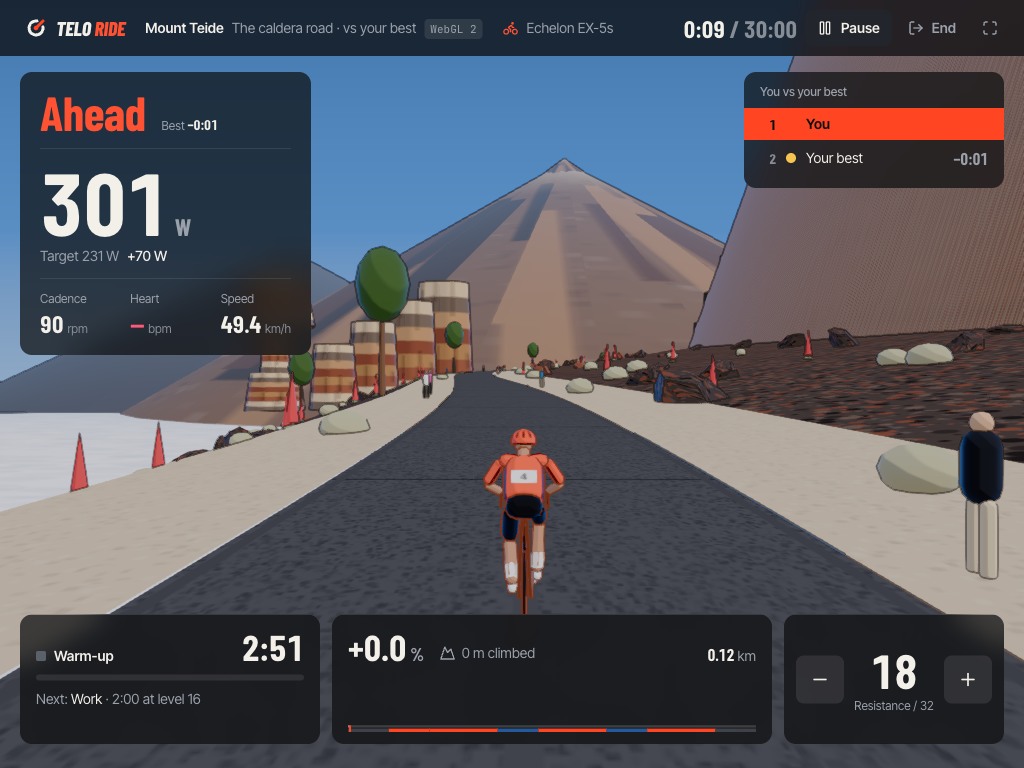 TELO RIDE Mount Teide The caldera road · vs your best WebGL 2 Echelon EX-5s 0:09 / 30:00 Pause End
Ahead Best −0:01
301 W
Target 231 W +70 W
Cadence Heart Speed
90 rpm – bpm 49.4 km/h
You vs your best
1 You
2 Your best −0:01
4
Warm-up 2:51
Next: Work · 2:00 at level 16
+0.0 % 0 m climbed 0.12 km
− 18 +
Resistance / 32